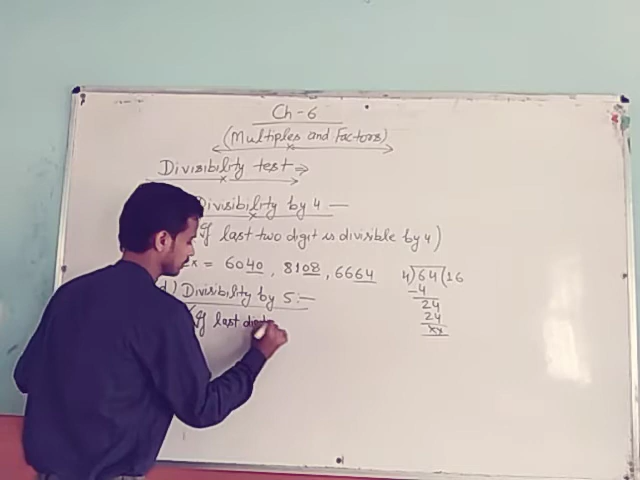 Ch-6
(Multiples and Factors)
Divisibility test ⇒
Divisibility by 4 :—
If last two digit is divisible by 4)
Ex = 6040, 8108, 6664
4)64(16
-4
24
24
xx
d) Divisibility by 5:—
(If last digit